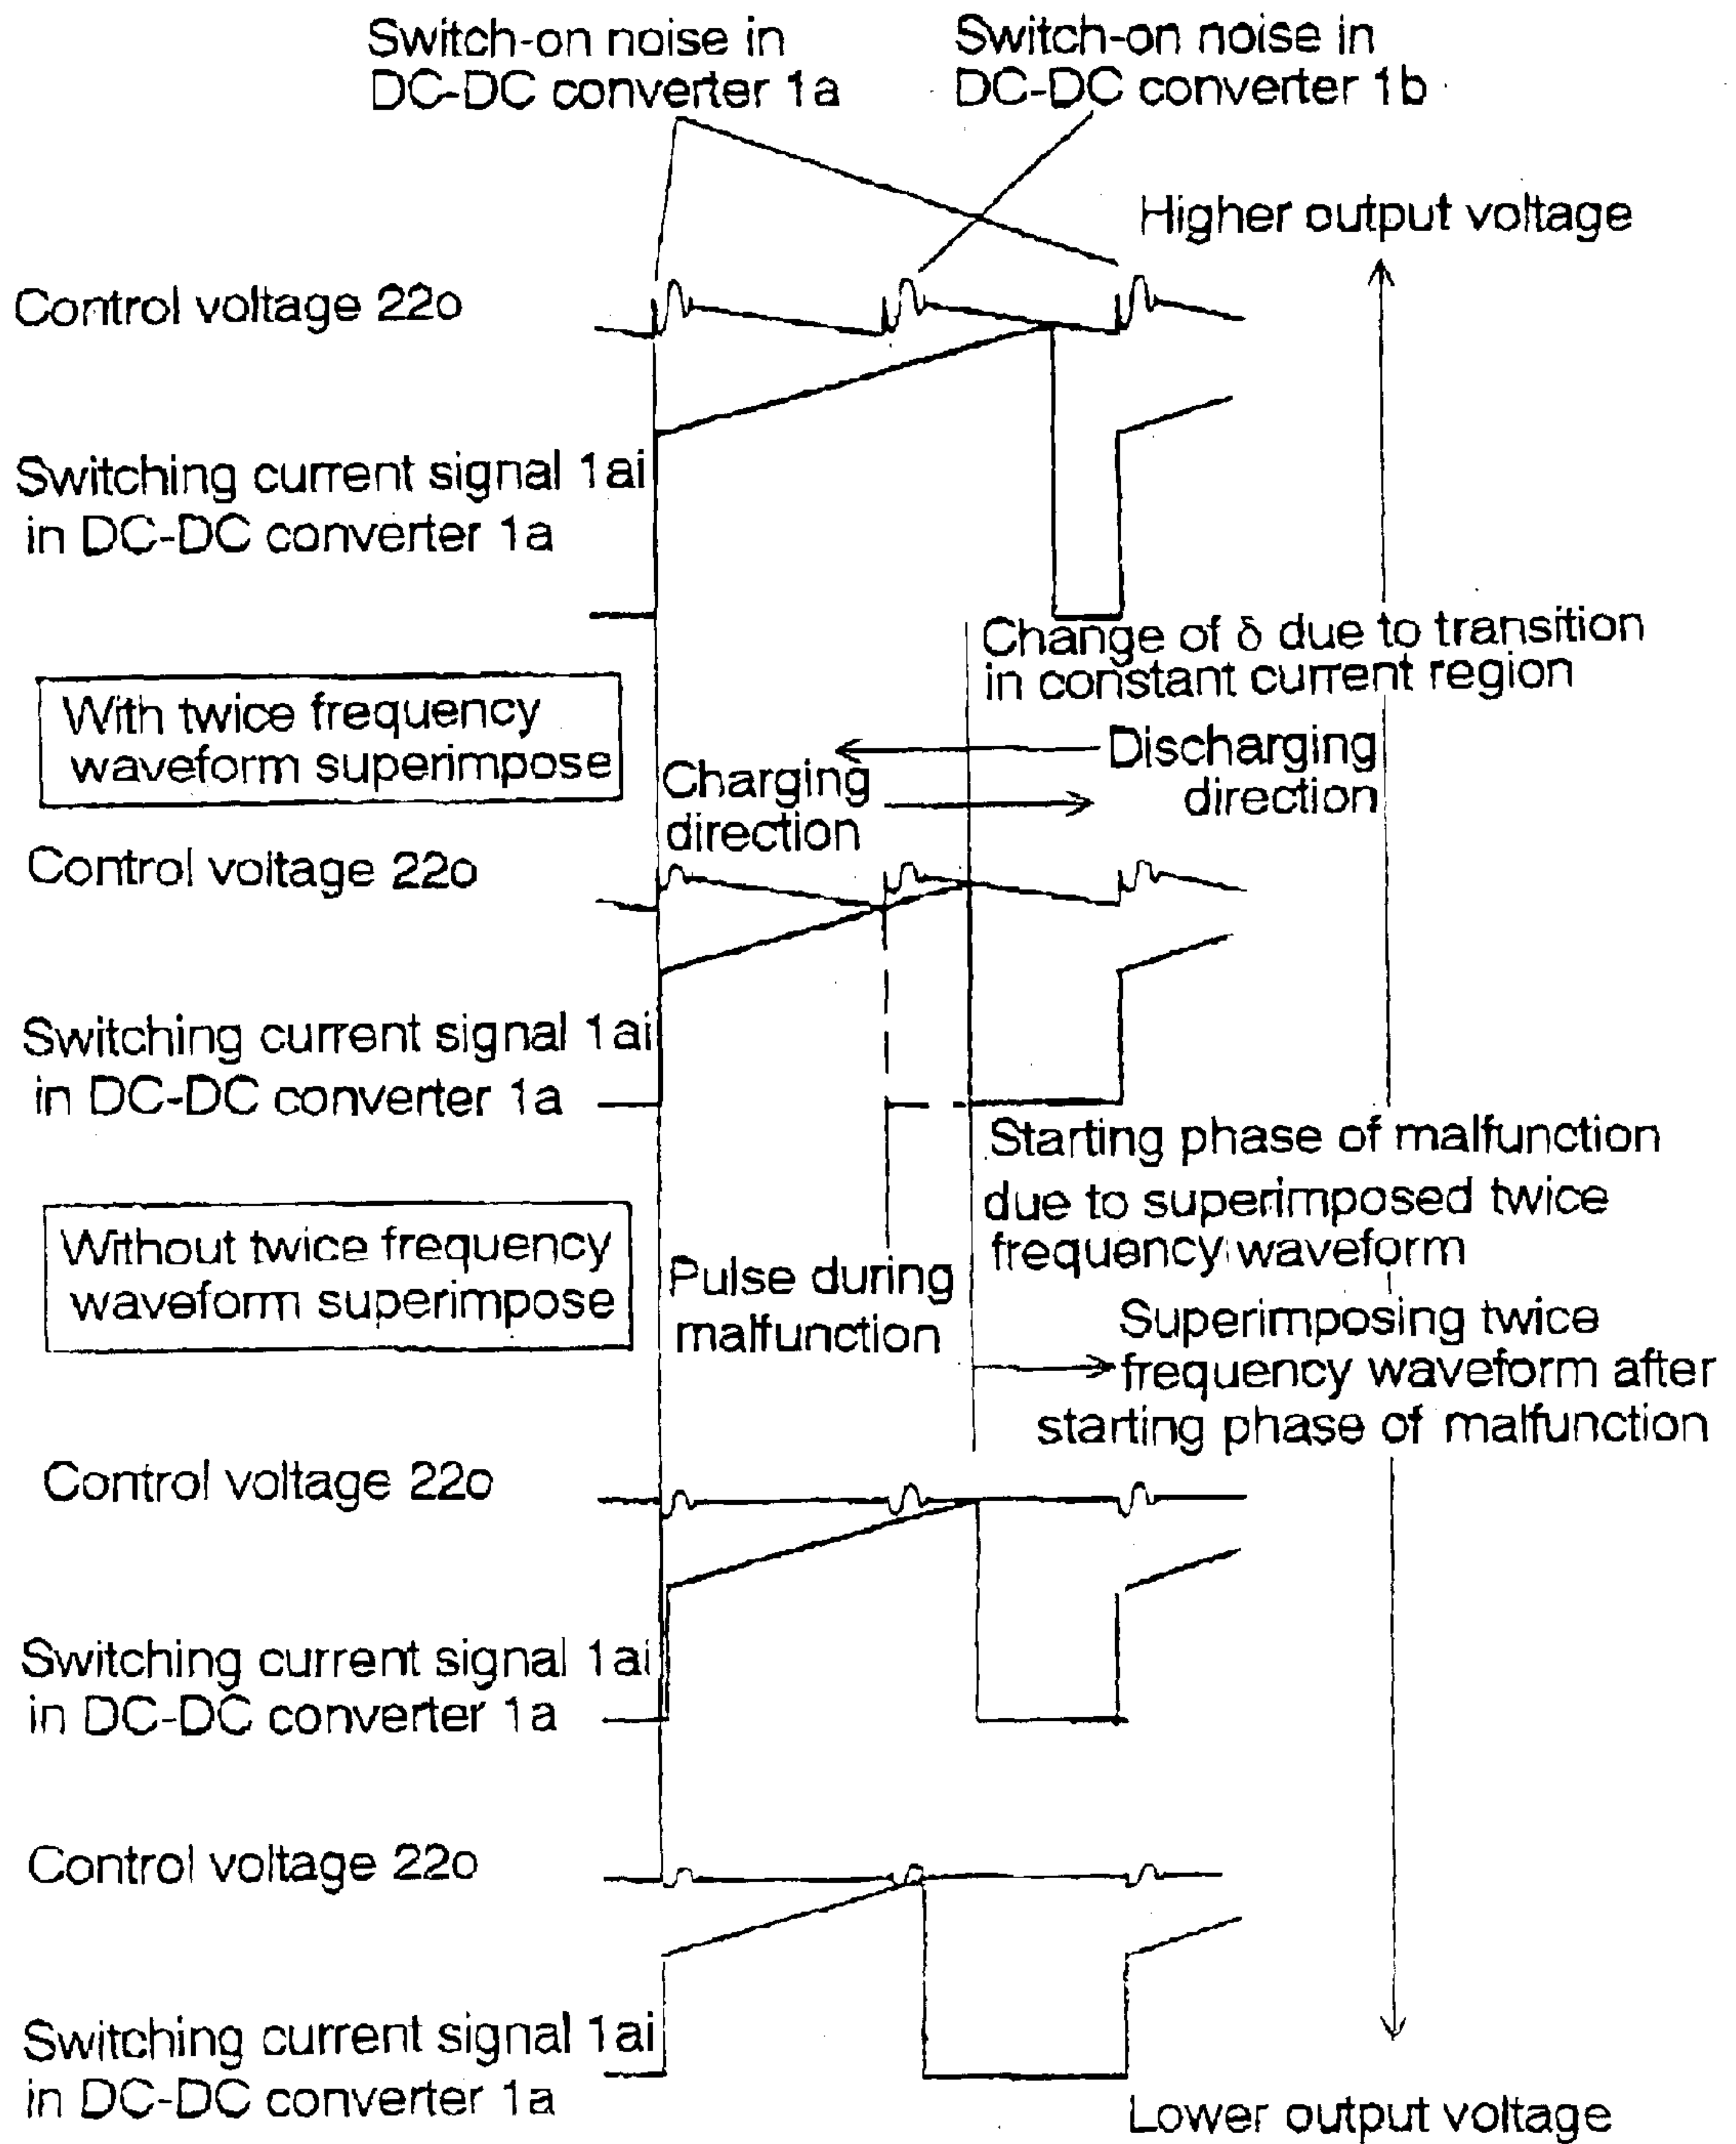 Switch-on noise in
DC-DC converter 1a
Switch-on noise in
DC-DC converter 1b
Higher output voltage
Control voltage 22o
Switching current signal 1ai
in DC-DC converter 1a
Change of δ due to transition
in constant current region
With twice frequency
waveform superimpose
Discharging
direction
Charging
direction
Control voltage 22o
Switching current signal 1ai
in DC-DC converter 1a
Starting phase of malfunction
due to superimposed twice
frequency waveform
Without twice frequency
waveform superimpose
Pulse during
malfunction
Superimposing twice
frequency waveform after
starting phase of malfunction
Control voltage 22o
Switching current signal 1ai
in DC-DC converter 1a
Control voltage 22o
Switching current signal 1ai
in DC-DC converter 1a
Lower output voltage